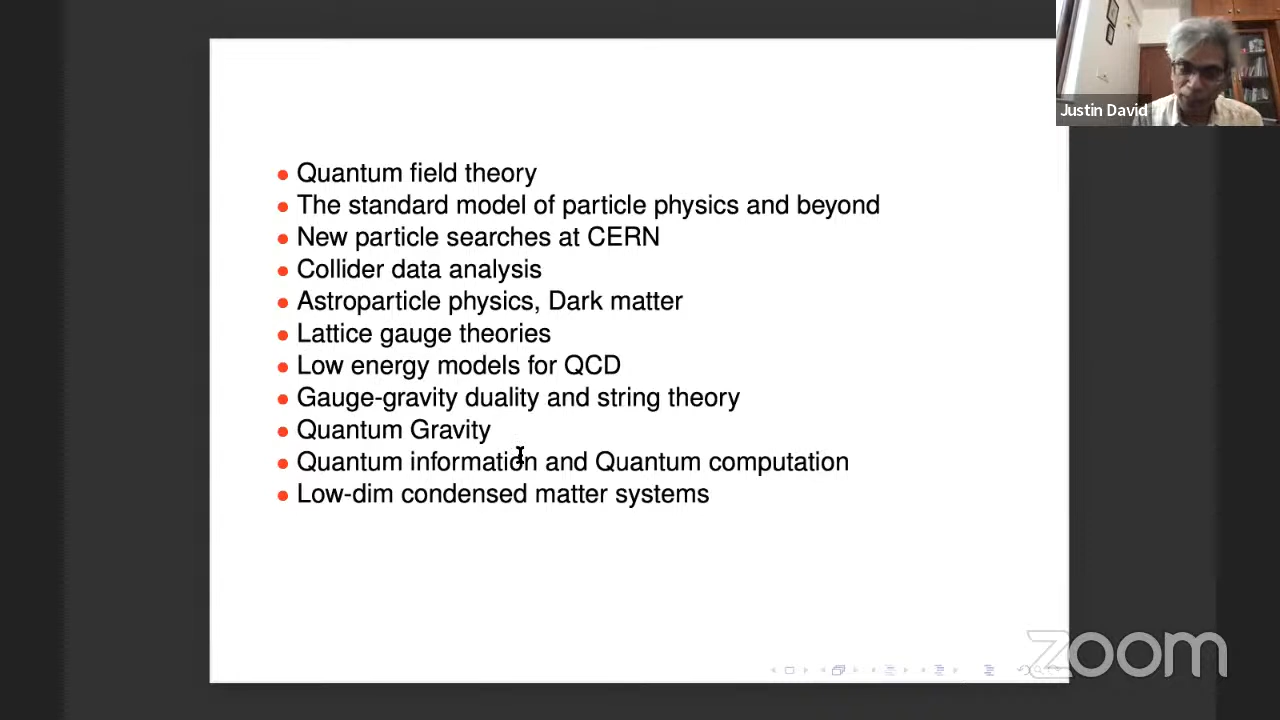 Justin David
Quantum field theory
The standard model of particle physics and beyond
New particle searches at CERN
Collider data analysis
Astroparticle physics, Dark matter
Lattice gauge theories
Low energy models for QCD
Gauge-gravity duality and string theory
Quantum Gravity
Quantum information and Quantum computation
Low-dim condensed matter systems
zoom